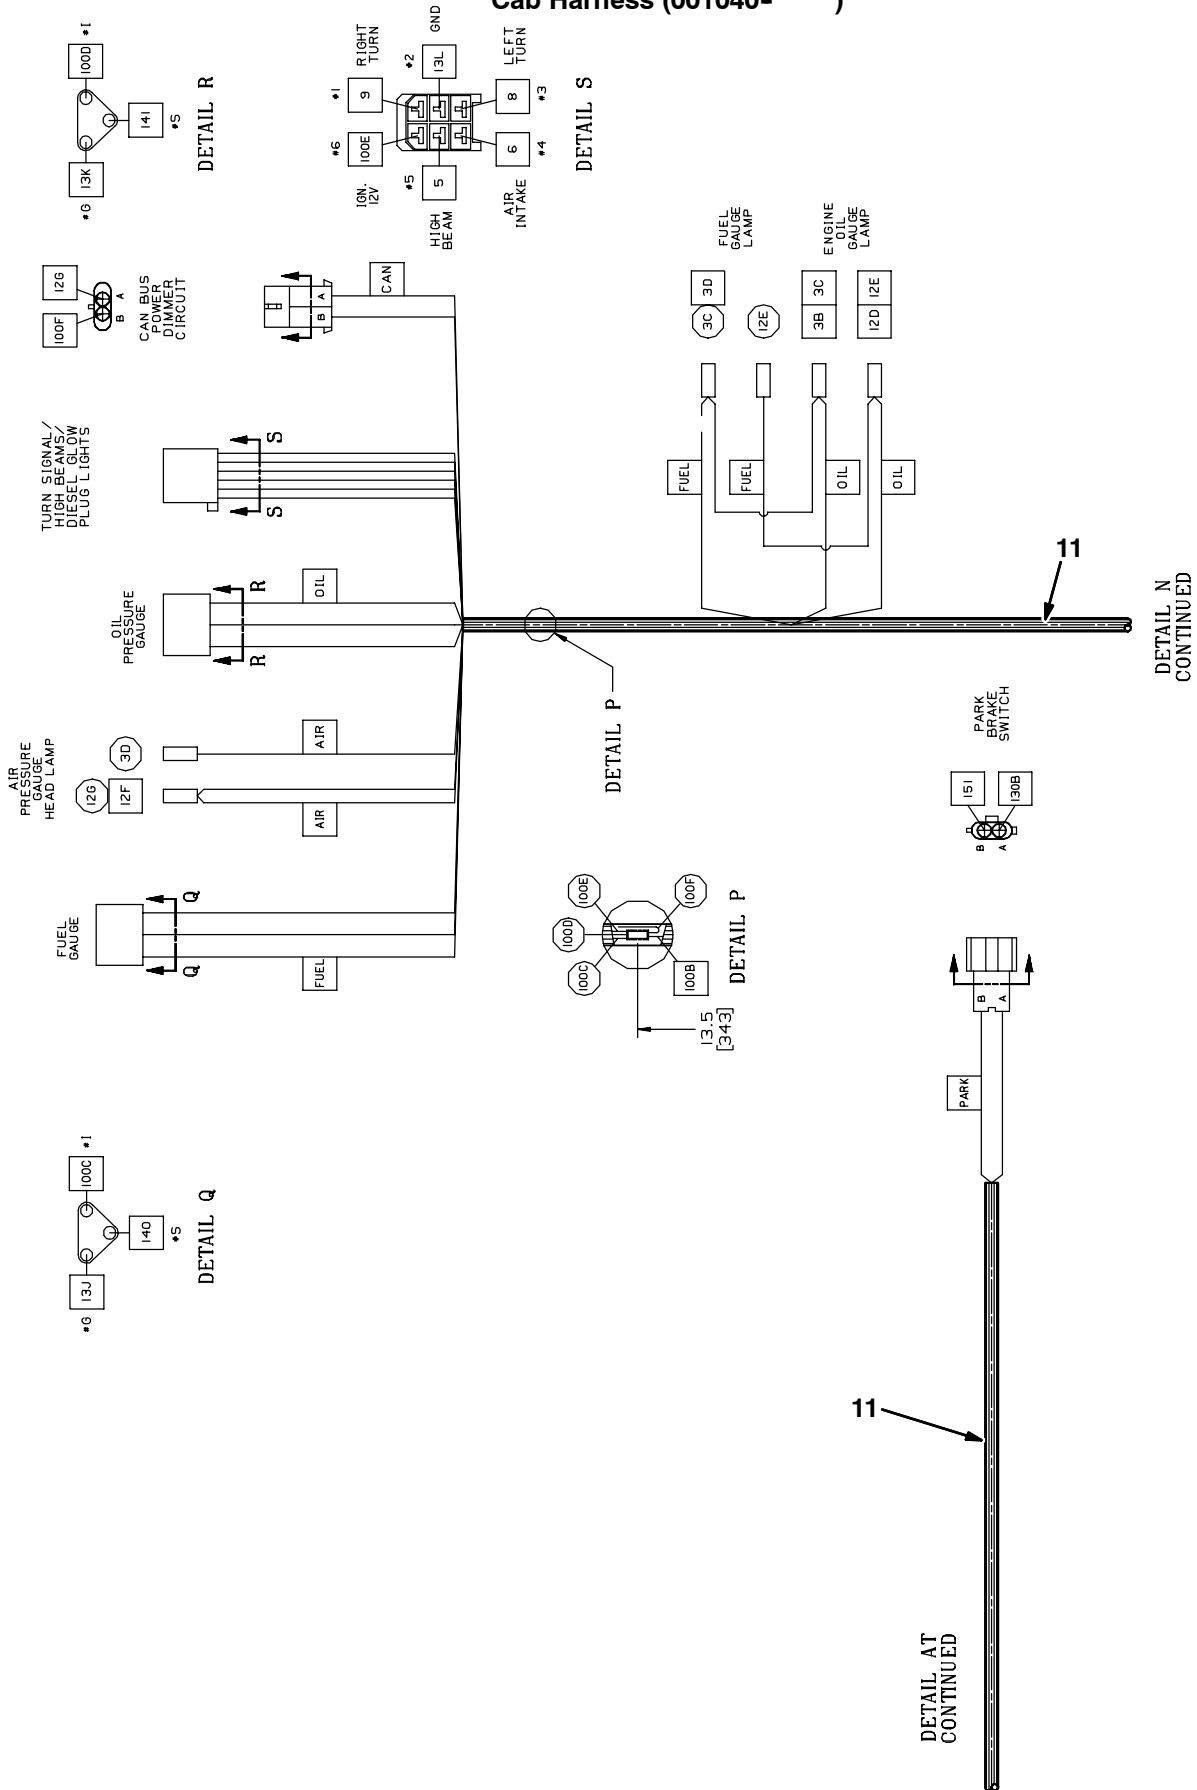 Cab Harness (001040-        )
#I
100D
141
#S
13K
#G
DETAIL R
RIGHT
TURN
#1
9
#2
13L
GND
LEFT
TURN
8
#3
#6
100E
IGN.
12V
#5
5
HIGH
BEAM
6
#4
AIR
INTAKE
DETAIL S
12G
100F
A
B
CAN BUS
POWER
DIMMER
CIRCUIT
CAN
A
B
TURN SIGNAL/
HIGH BEAMS/
DIESEL GLOW
PLUG LIGHTS
S
S
OIL
PRESSURE
GAUGE
R
R
OIL
AIR
PRESSURE
GAUGE
HEAD LAMP
3D
12G
12F
AIR
AIR
FUEL
GAUGE
Q
Q
FUEL
FUEL
GAUGE
LAMP
3D
3C
12E
ENGINE
OIL
GAUGE
LAMP
3C
3B
12E
12D
FUEL
FUEL
OIL
OIL
11
DETAIL N
CONTINUED
DETAIL P
100E
100D
100C
100F
100B
DETAIL P
13.5
[343]
PARK
BRAKE
SWITCH
151
130B
B
A
B
A
PARK
#I
100C
140
#S
13J
#G
DETAIL Q
11
DETAIL AT
CONTINUED